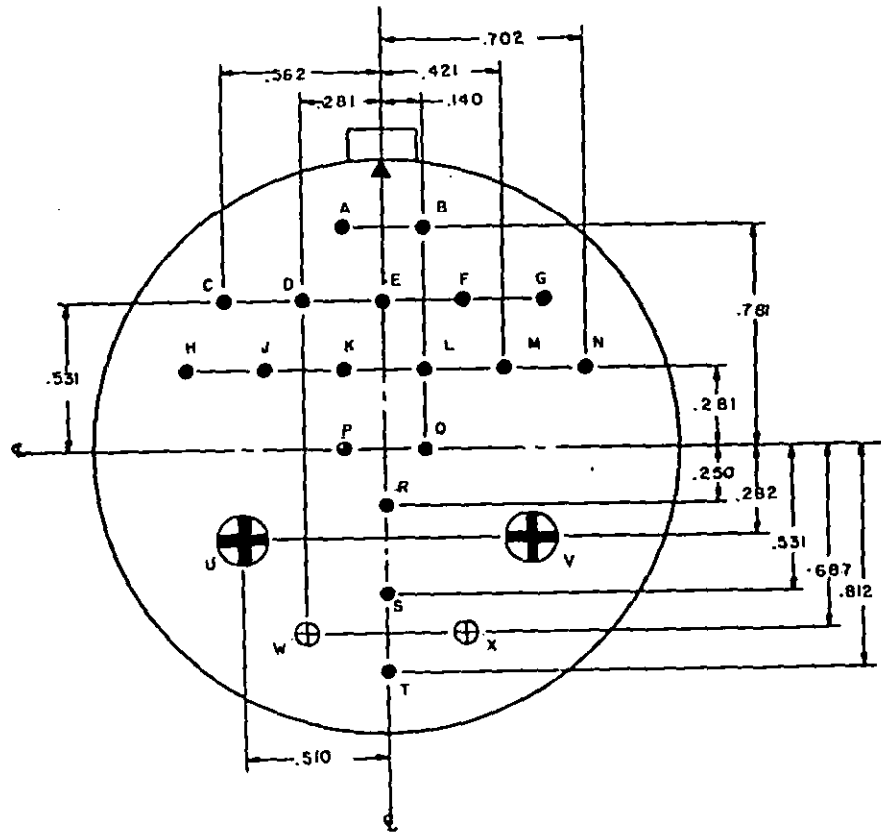 .702
.562 .421
.281 .140
A B
C D E F G
.781
H J K L M N
.531
.281
P O
.250
.282
R
.531
U V
.687
.812
S
W X
T
.510